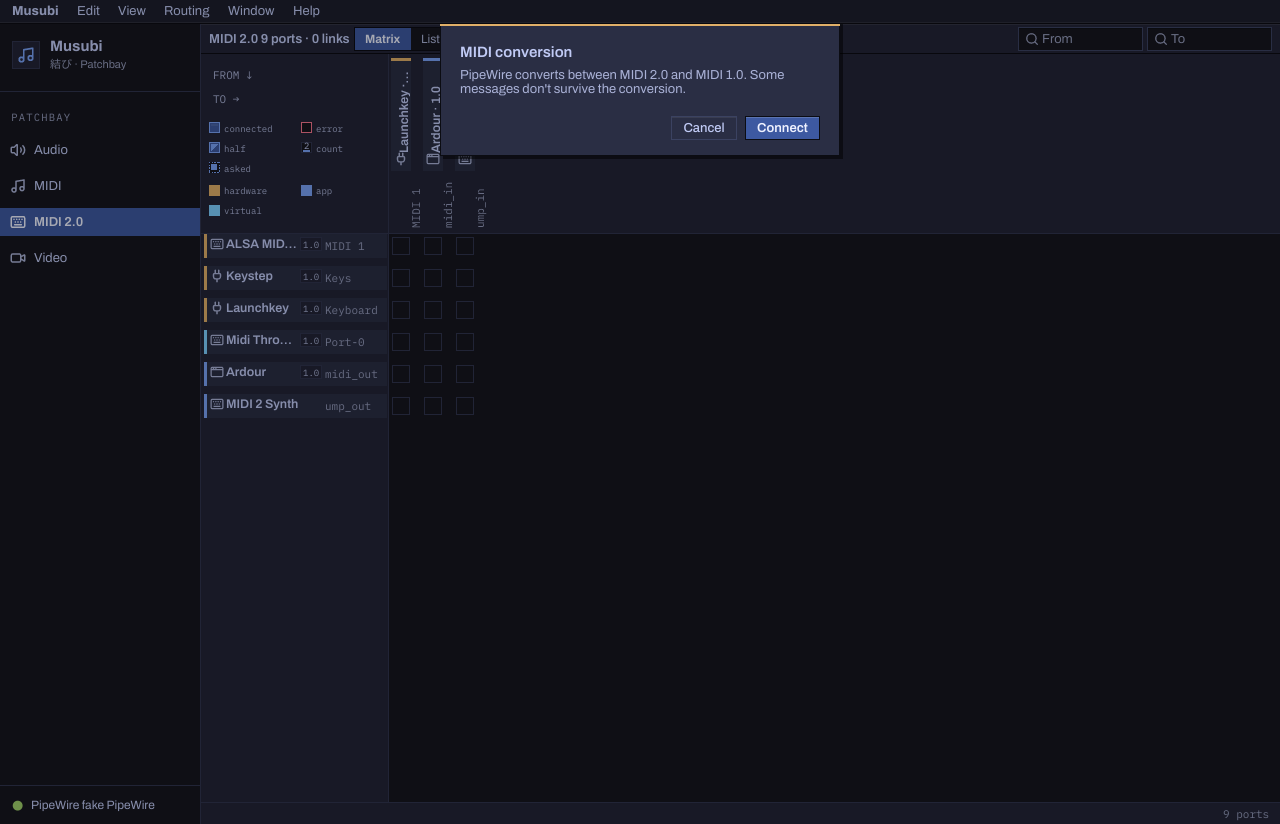 Musubi Edit View Routing Window Help
Musubi
結び · Patchbay
PATCHBAY
Audio
MIDI
MIDI 2.0
Video
PipeWire fake PipeWire
MIDI 2.0 9 ports · 0 links Matrix List
From To
MIDI conversion
PipeWire converts between MIDI 2.0 and MIDI 1.0. Some
messages don't survive the conversion.
Cancel Connect
FROM ↓
TO →
connected error
half 2 count
asked
hardware app
virtual
Launchkey ·...
Ardour · 1.0
MIDI 1
midi_in
ump_in
ALSA MID... 1.0 MIDI 1
Keystep 1.0 Keys
Launchkey 1.0 Keyboard
Midi Thro... 1.0 Port-0
Ardour 1.0 midi_out
MIDI 2 Synth ump_out
9 ports